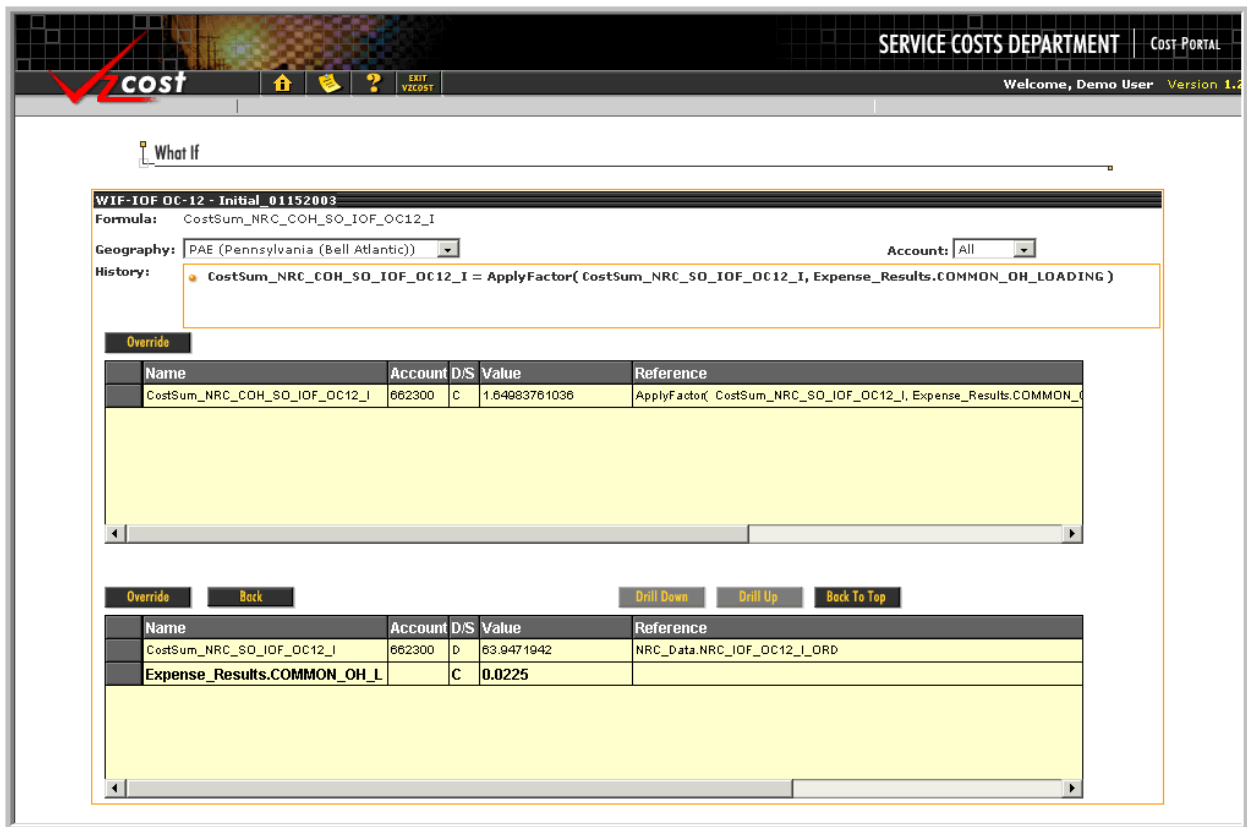 SERVICE COSTS DEPARTMENT | COST PORTAL
VZcost
EXIT VZCOST
Welcome, Demo User Version 1.2
What If
WIF-IOF OC-12 - Initial_01152003
Formula: CostSum_NRC_COH_SO_IOF_OC12_I
Geography: PAE (Pennsylvania (Bell Atlantic)) Account: All
History: CostSum_NRC_COH_SO_IOF_OC12_I = ApplyFactor( CostSum_NRC_SO_IOF_OC12_I, Expense_Results.COMMON_OH_LOADING )
Override
Name Account D/S Value Reference
CostSum_NRC_COH_SO_IOF_OC12_I 662300 C 1.64983761036 ApplyFactor( CostSum_NRC_SO_IOF_OC12_I, Expense_Results.COMMON_
Override Back Drill Down Drill Up Back To Top
Name Account D/S Value Reference
CostSum_NRC_SO_IOF_OC12_I 662300 D 63.9471942 NRC_Data.NRC_IOF_OC12_I_ORD
Expense_Results.COMMON_OH_L C 0.0225